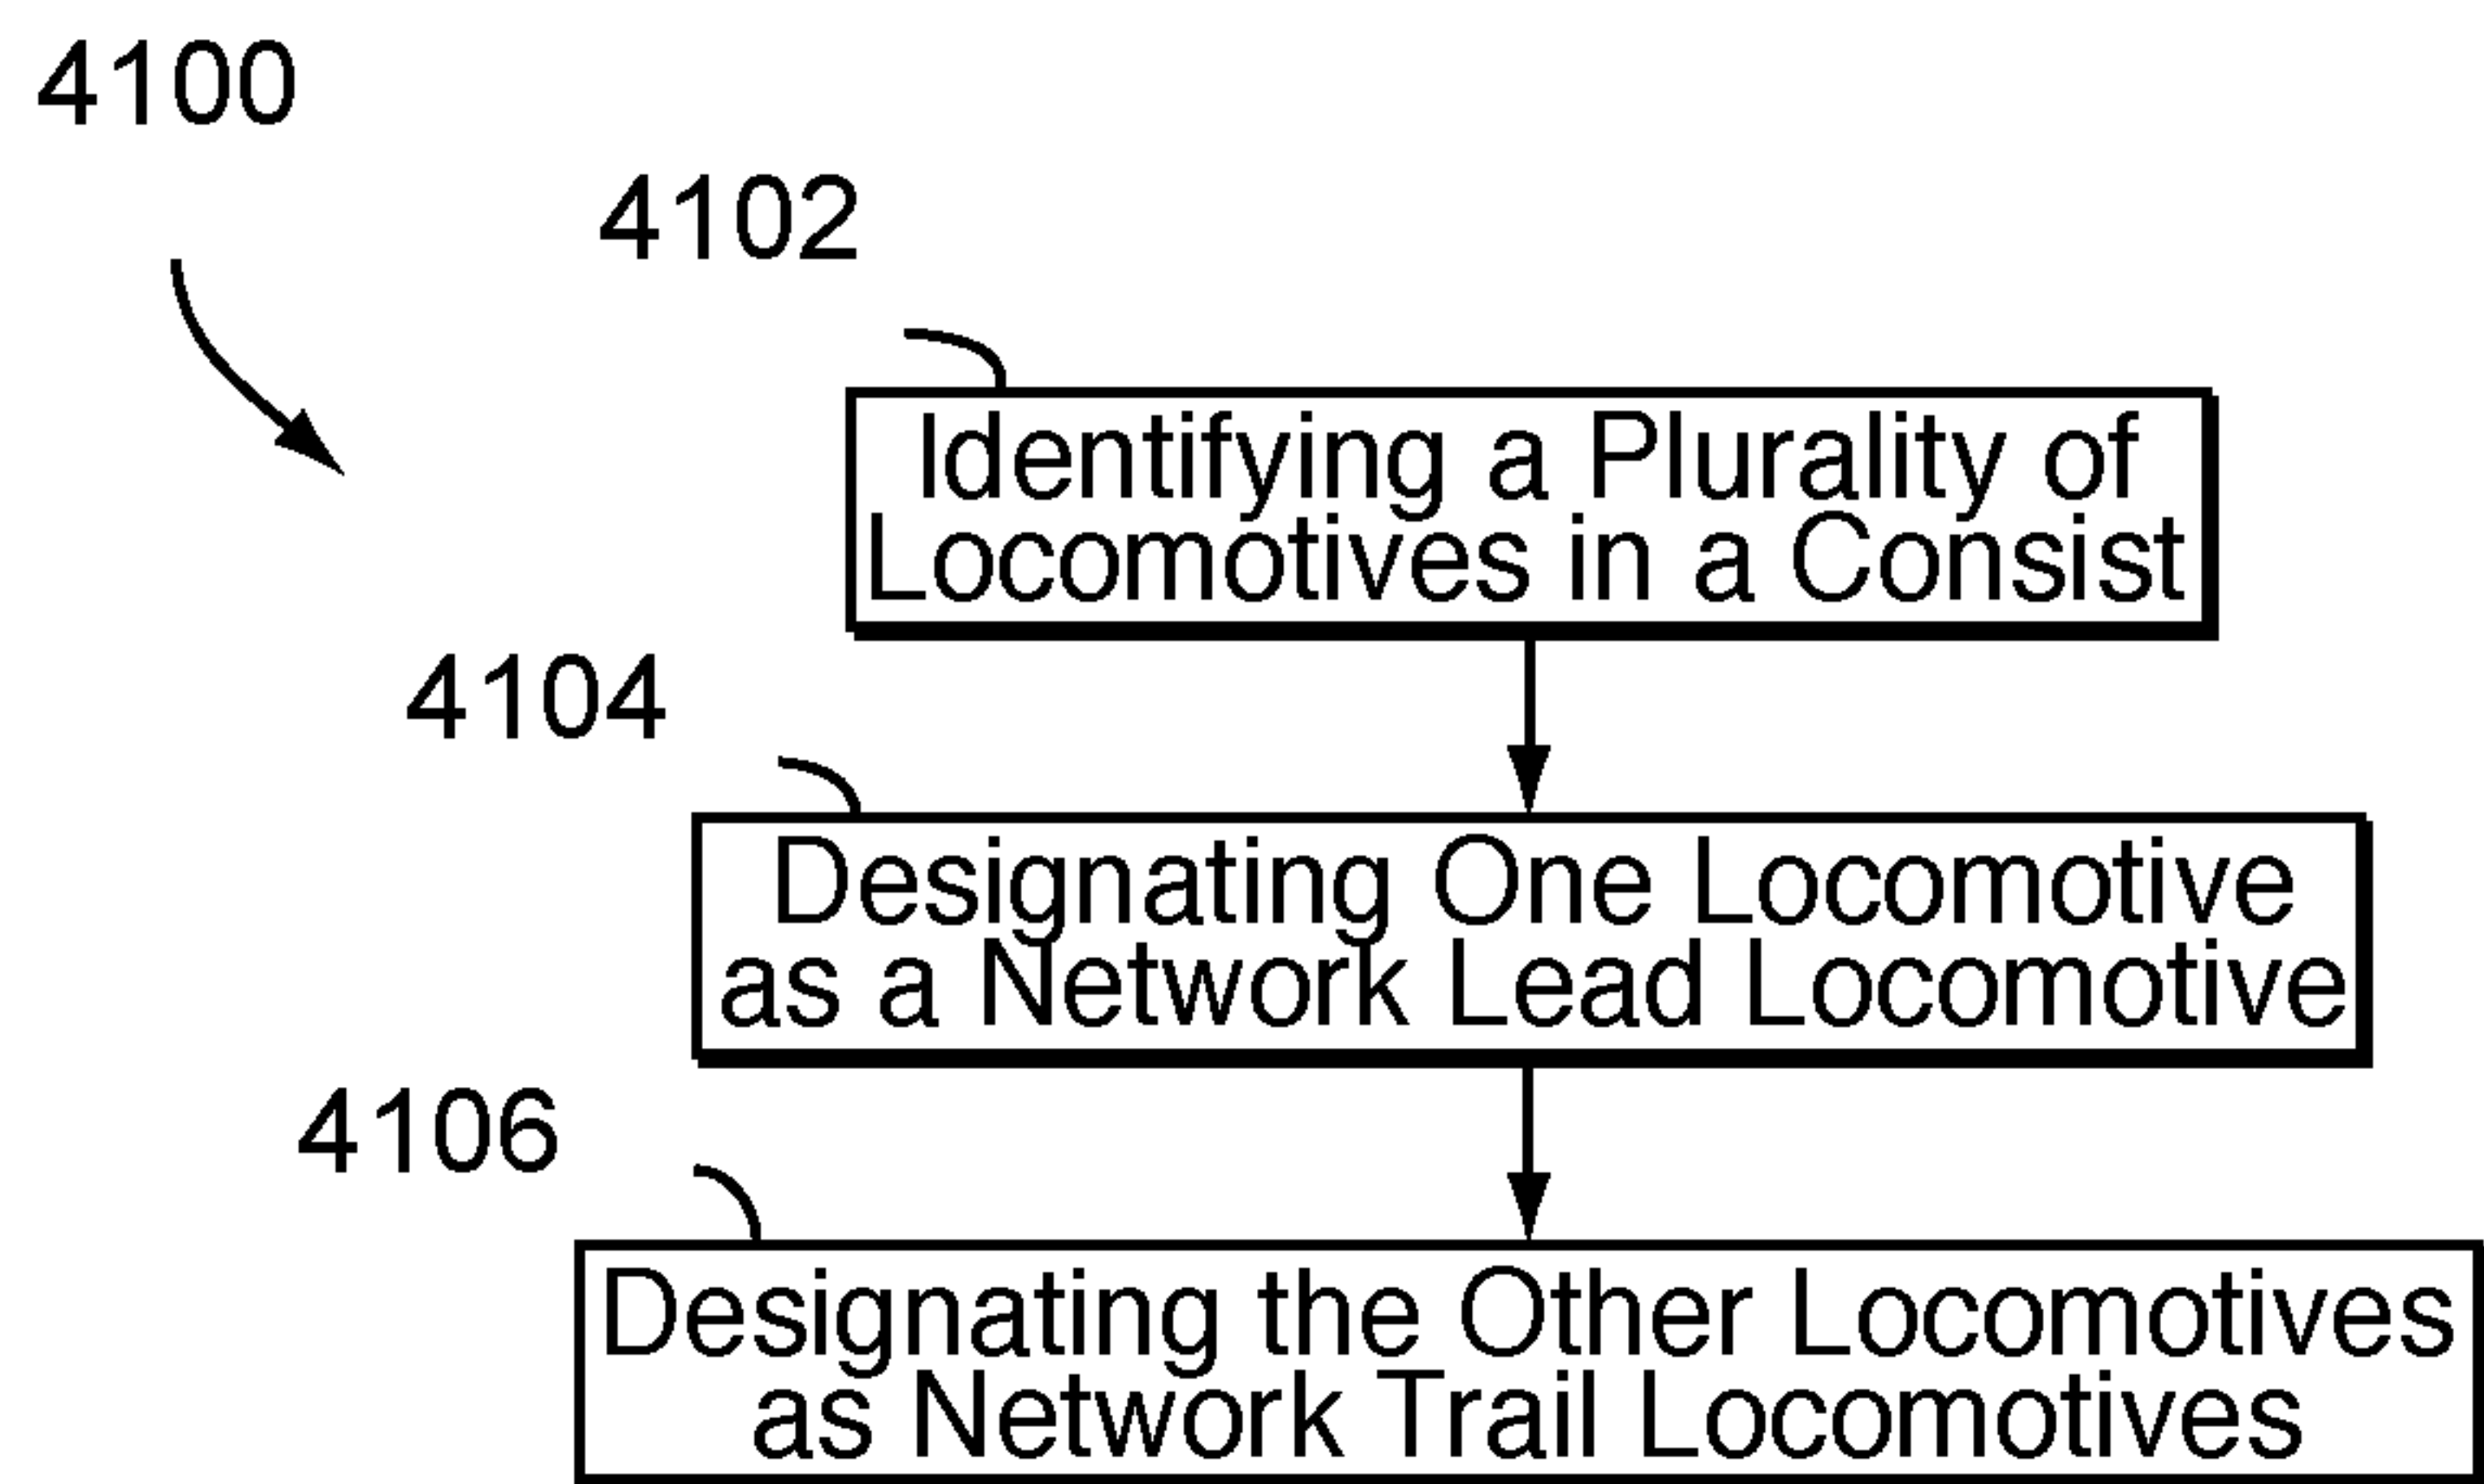 4100
4102
Identifying a Plurality of
Locomotives in a Consist
4104
Designating One Locomotive
as a Network Lead Locomotive
4106
Designating the Other Locomotives
as Network Trail Locomotives